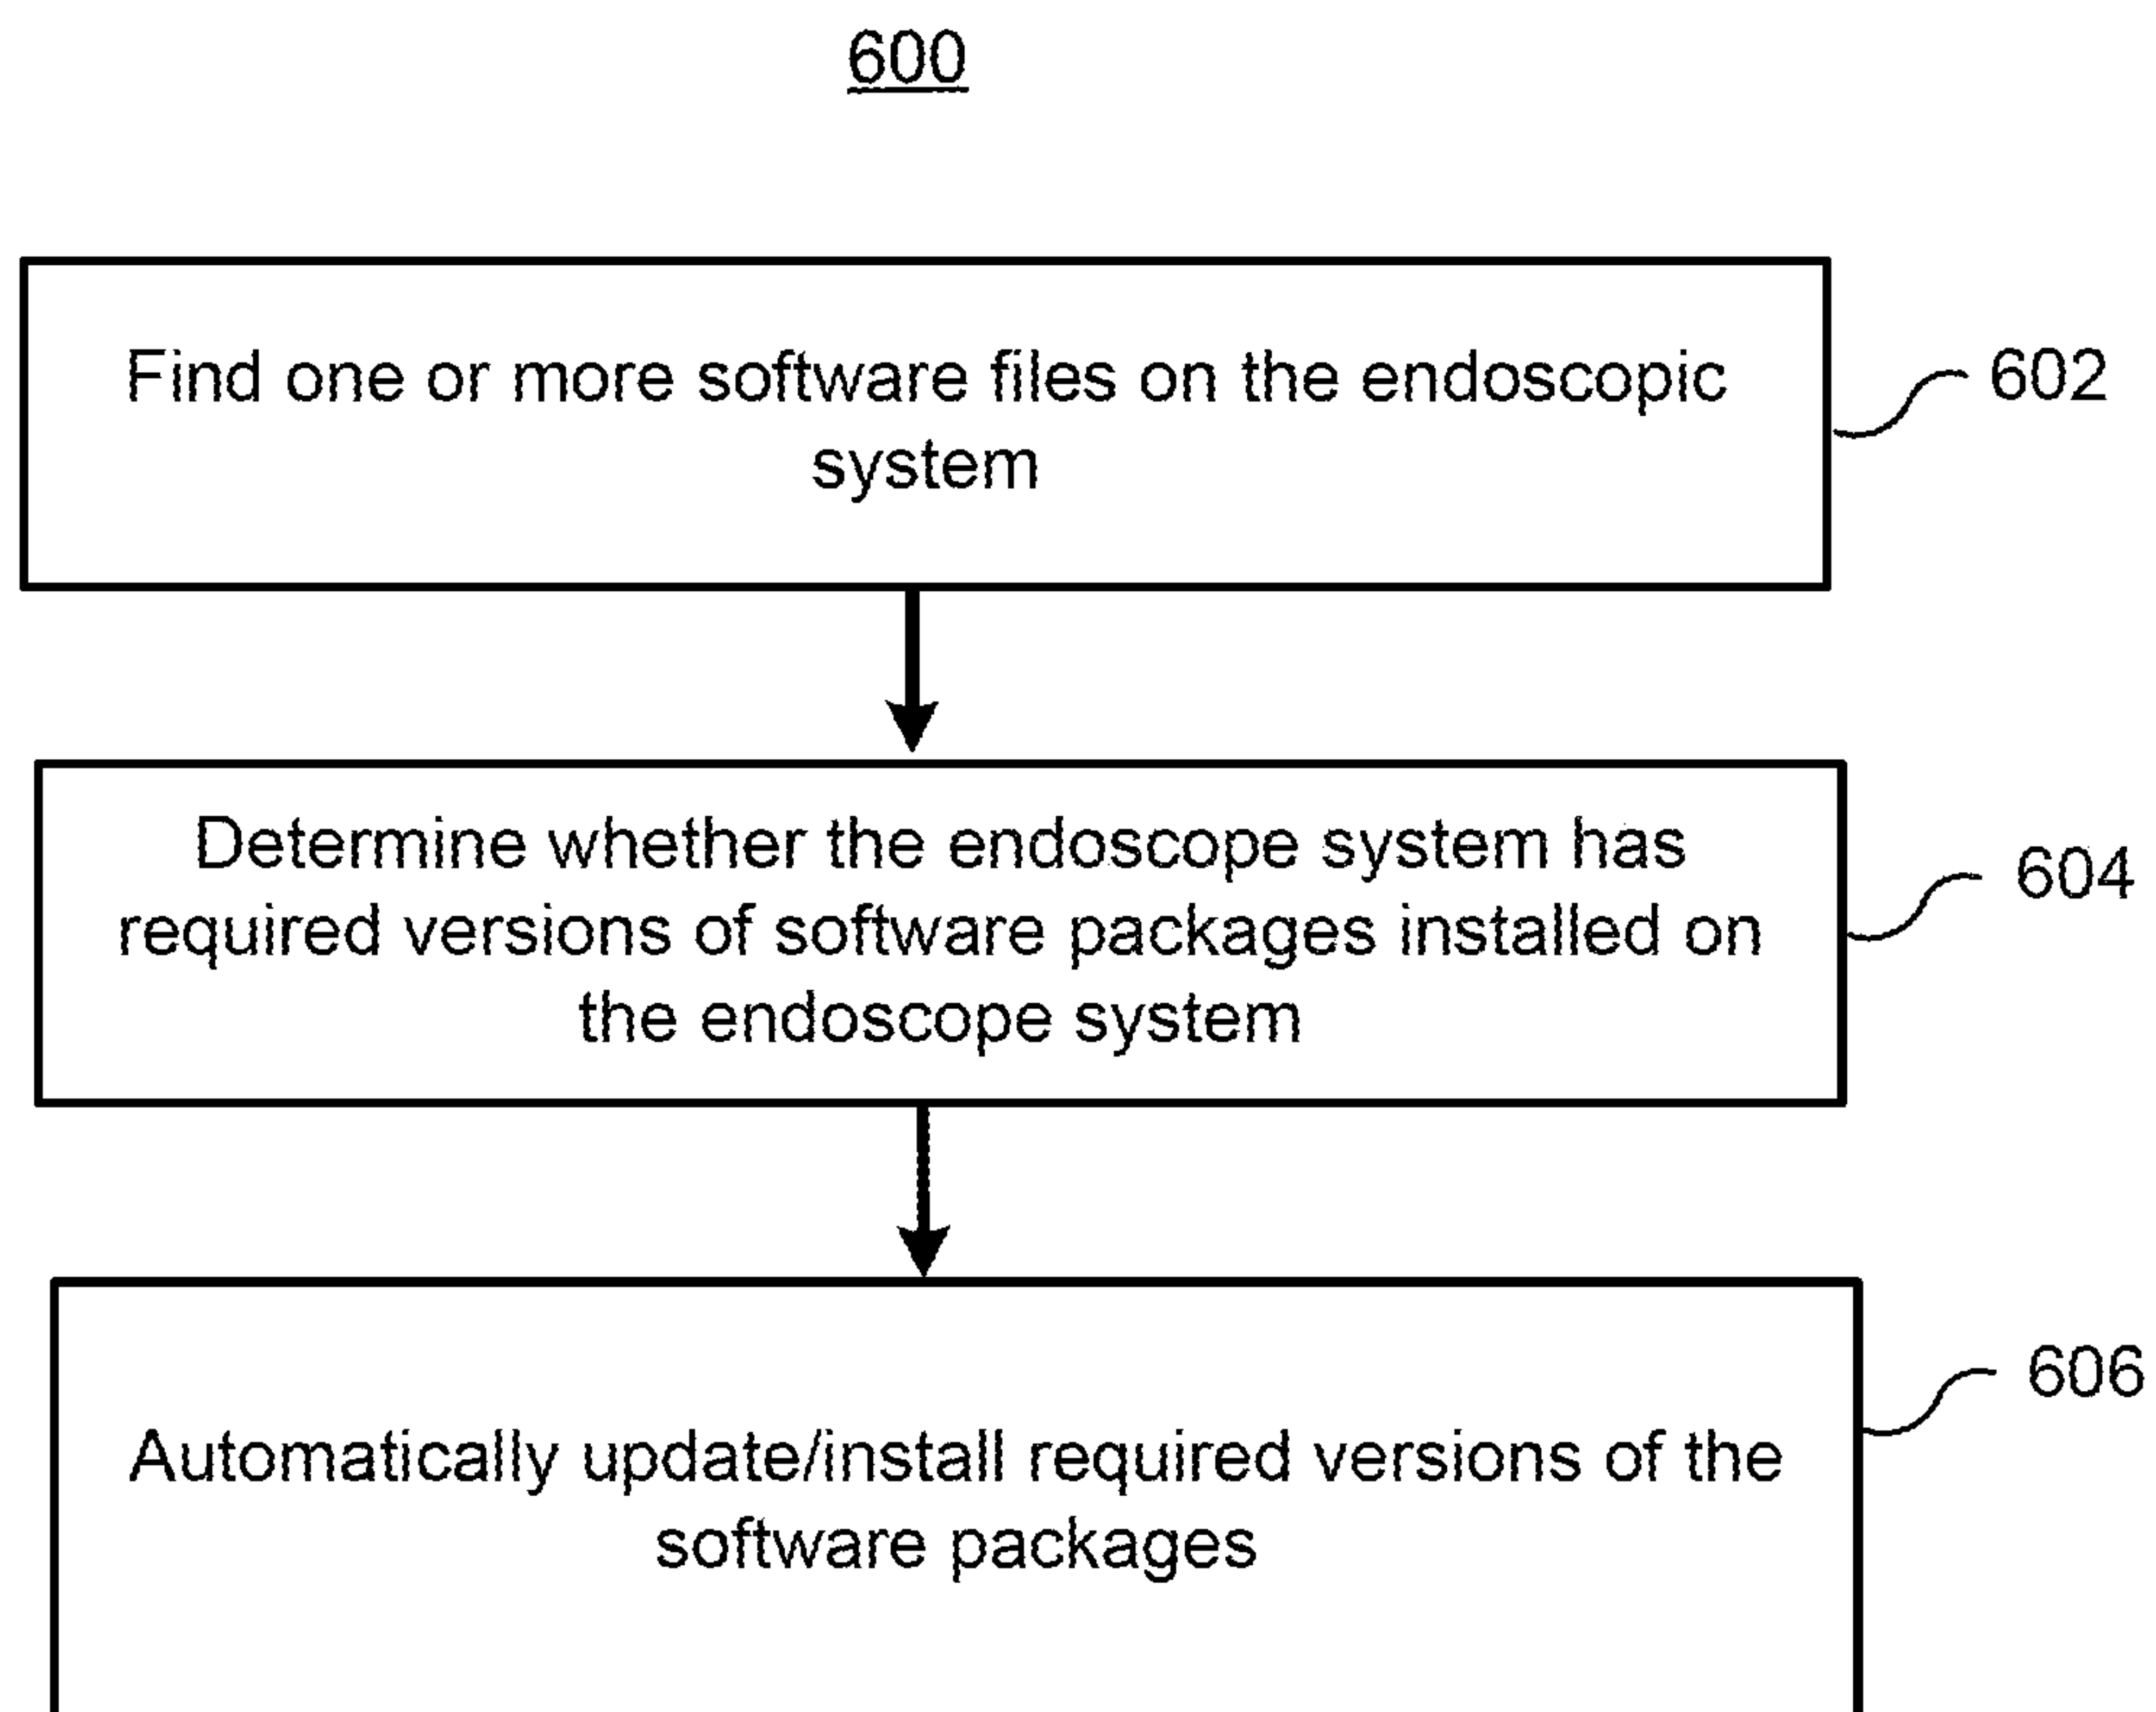 600
Find one or more software files on the endoscopic
system
602
Determine whether the endoscope system has
required versions of software packages installed on
the endoscope system
604
Automatically update/install required versions of the
software packages
606